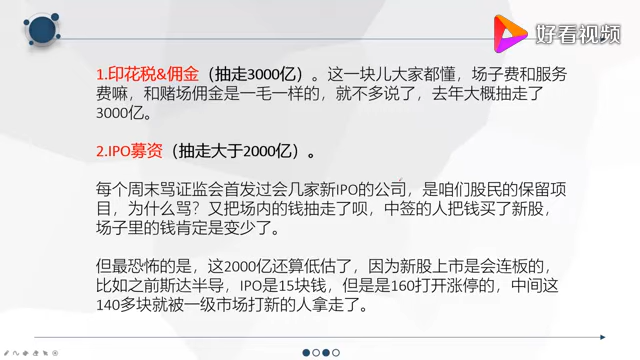 好看视频
1.印花税&佣金（抽走3000亿）。这一块儿大家都懂，场子费和服务
费嘛，和赌场佣金是一毛一样的，就不多说了，去年大概抽走了
3000亿。
2.IPO募资（抽走大于2000亿）。
每个周末骂证监会首发过会几家新IPO的公司，是咱们股民的保留项
目，为什么骂？又把场内的钱抽走了呗，中签的人把钱买了新股，
场子里的钱肯定是变少了。
但最恐怖的是，这2000亿还算低估了，因为新股上市是会连板的，
比如之前斯达半导，IPO是15块钱，但是是160打开涨停的，中间这
140多块就被一级市场打新的人拿走了。